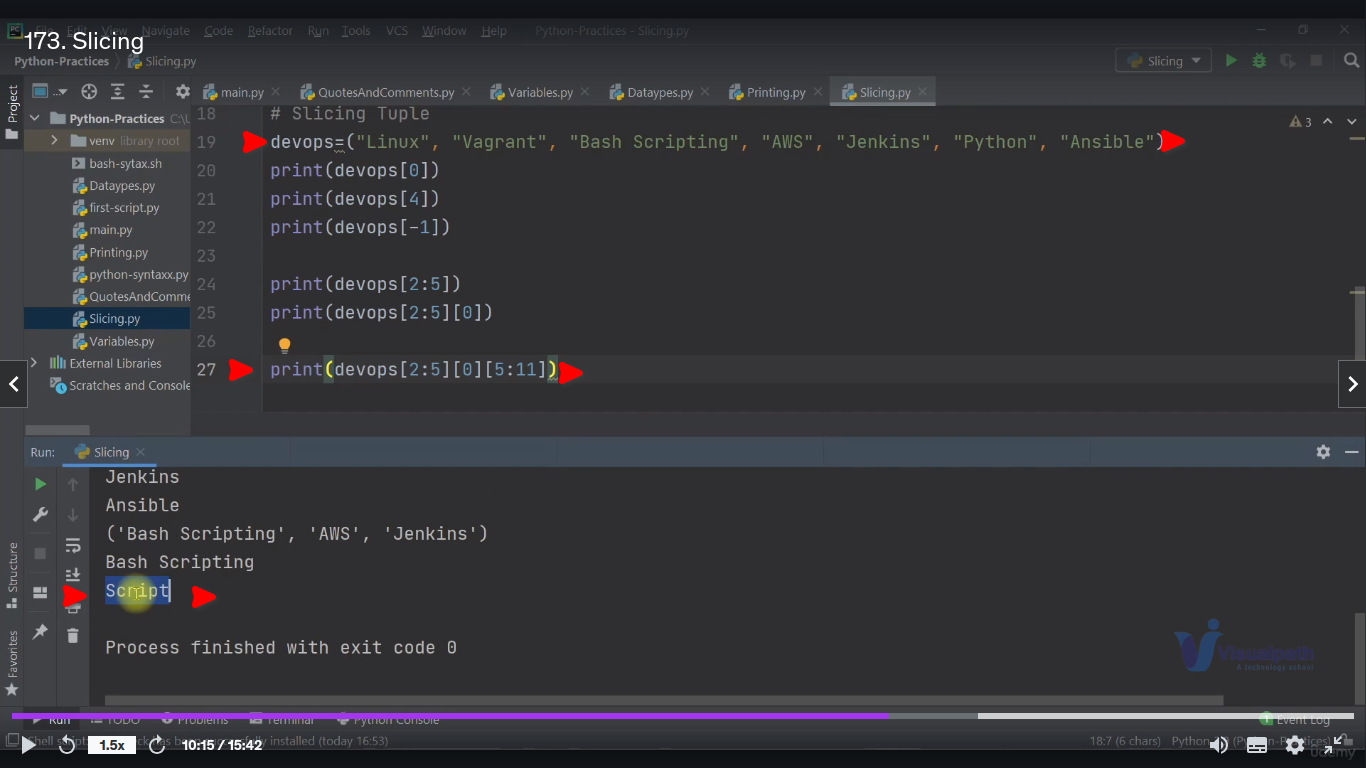 173. Slicing
File Edit View Navigate Code Refactor Run Tools VCS Window Help Python-Practices - Slicing.py
Python-Practices Slicing.py
Slicing
Project
main.py QuotesAndComments.py Variables.py Dataypes.py Printing.py Slicing.py
Python-Practices C:\U
venv library root
bash-sytax.sh
Dataypes.py
first-script.py
main.py
Printing.py
python-syntaxx.py
QuotesAndComme
Slicing.py
Variables.py
External Libraries
Scratches and Console
18 # Slicing Tuple
19 devops=("Linux", "Vagrant", "Bash Scripting", "AWS", "Jenkins", "Python", "Ansible")
20 print(devops[0])
21 print(devops[4])
22 print(devops[-1])
23
24 print(devops[2:5])
25 print(devops[2:5][0])
26
27 print(devops[2:5][0][5:11])
3
Run: Slicing
Jenkins
Ansible
('Bash Scripting', 'AWS', 'Jenkins')
Bash Scripting
Script
Process finished with exit code 0
Structure
Favorites
Visualpath
A technology school
Run TODO Problems Terminal Python Console
Event Log
1.5x 10:15 / 15:42
installed (today 16:53)
18:7 (6 chars)
udemy